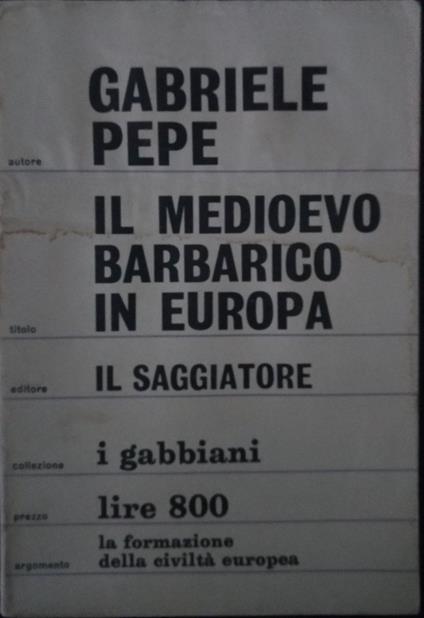 GABRIELE
autore PEPE
IL MEDIOEVO
BARBARICO
titolo IN EUROPA
editore IL SAGGIATORE
collezione i gabbiani
prezzo lire 800
la formazione
argomento della civiltà europea